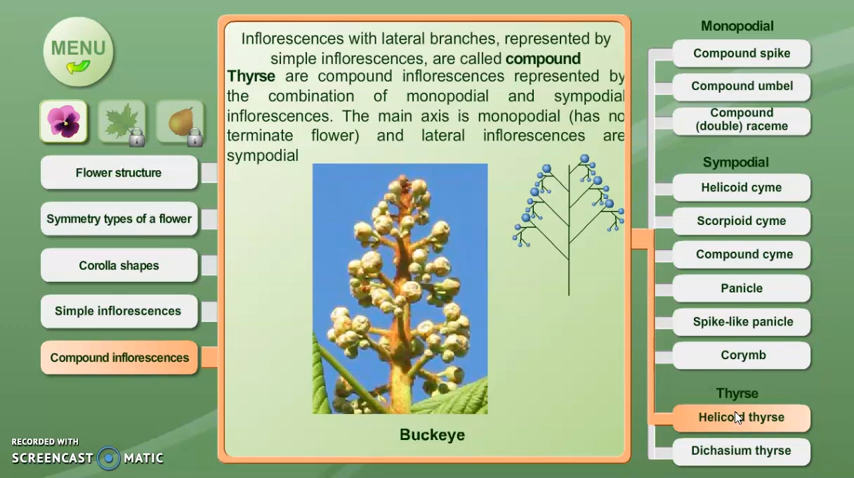 MENU
Flower structure
Symmetry types of a flower
Corolla shapes
Simple inflorescences
Compound inflorescences
Inflorescences with lateral branches, represented by
simple inflorescences, are called compound
Thyrse are compound inflorescences represented by
the combination of monopodial and sympodial
inflorescences. The main axis is monopodial (has no
terminate flower) and lateral inflorescences are
sympodial
Buckeye
Monopodial
Compound spike
Compound umbel
Compound
(double) raceme
Sympodial
Helicoid cyme
Scorpioid cyme
Compound cyme
Panicle
Spike-like panicle
Corymb
Thyrse
Helicoid thyrse
Dichasium thyrse
RECORDED WITH
SCREENCAST MATIC